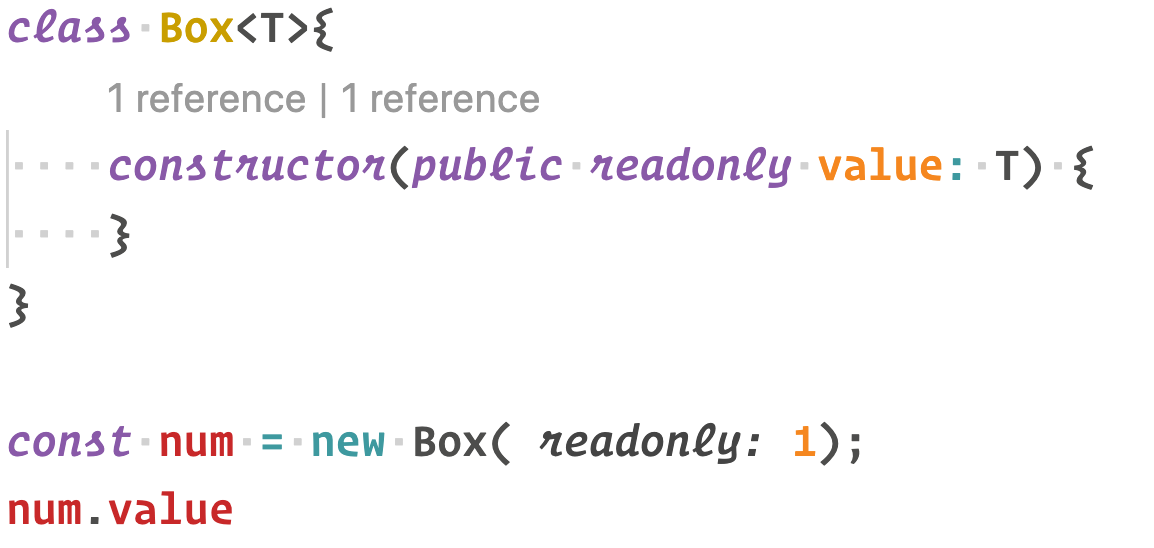 class Box<T>{
1 reference | 1 reference
constructor(public readonly value: T) {
}
}
const num = new Box( readonly: 1);
num.value